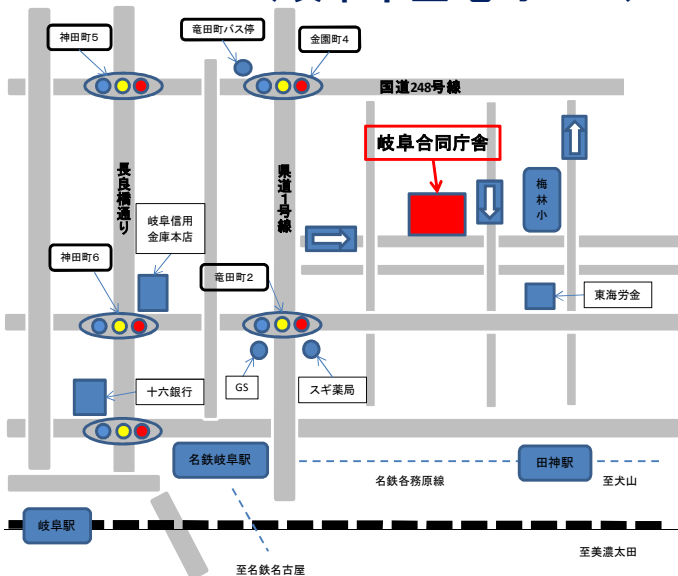 神田町5
竜田町バス停
金園町4
国道248号線
岐阜合同庁舎
長良橋通り
県道1号線
梅林小
岐阜信用
金庫本店
神田町6
竜田町2
東海労金
GS
スギ薬局
十六銀行
名鉄岐阜駅
田神駅
名鉄各務原線
至犬山
岐阜駅
至美濃太田
至名鉄名古屋